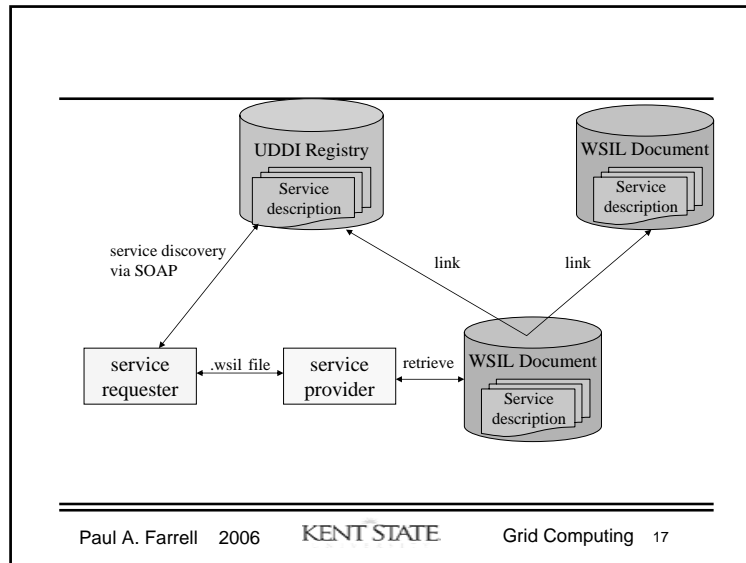 UDDI Registry
Service
description
WSIL Document
Service
description
service discovery
via SOAP
link
link
service
requester
.wsil file
service
provider
retrieve
WSIL Document
Service
description
Paul A. Farrell 2006
KENT STATE
Grid Computing 17